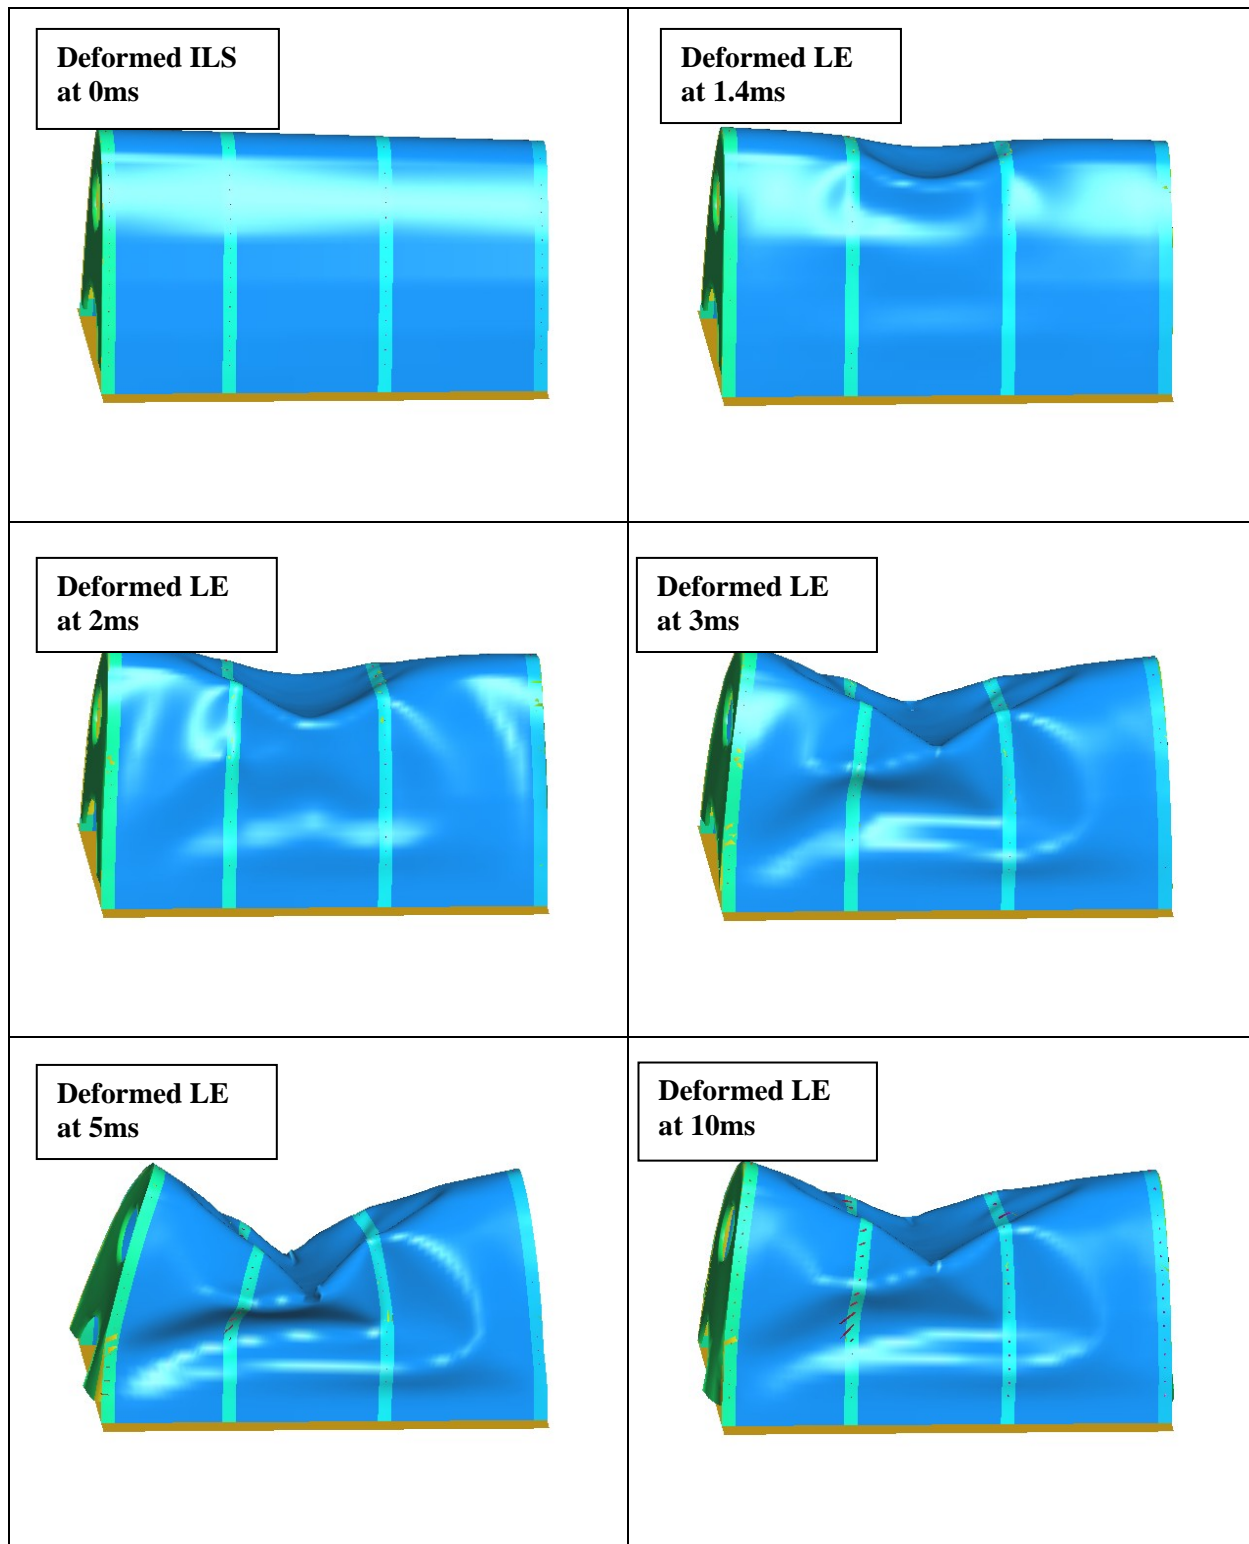 Deformed ILS
at 0ms
Deformed LE
at 1.4ms
Deformed LE
at 2ms
Deformed LE
at 3ms
Deformed LE
at 5ms
Deformed LE
at 10ms